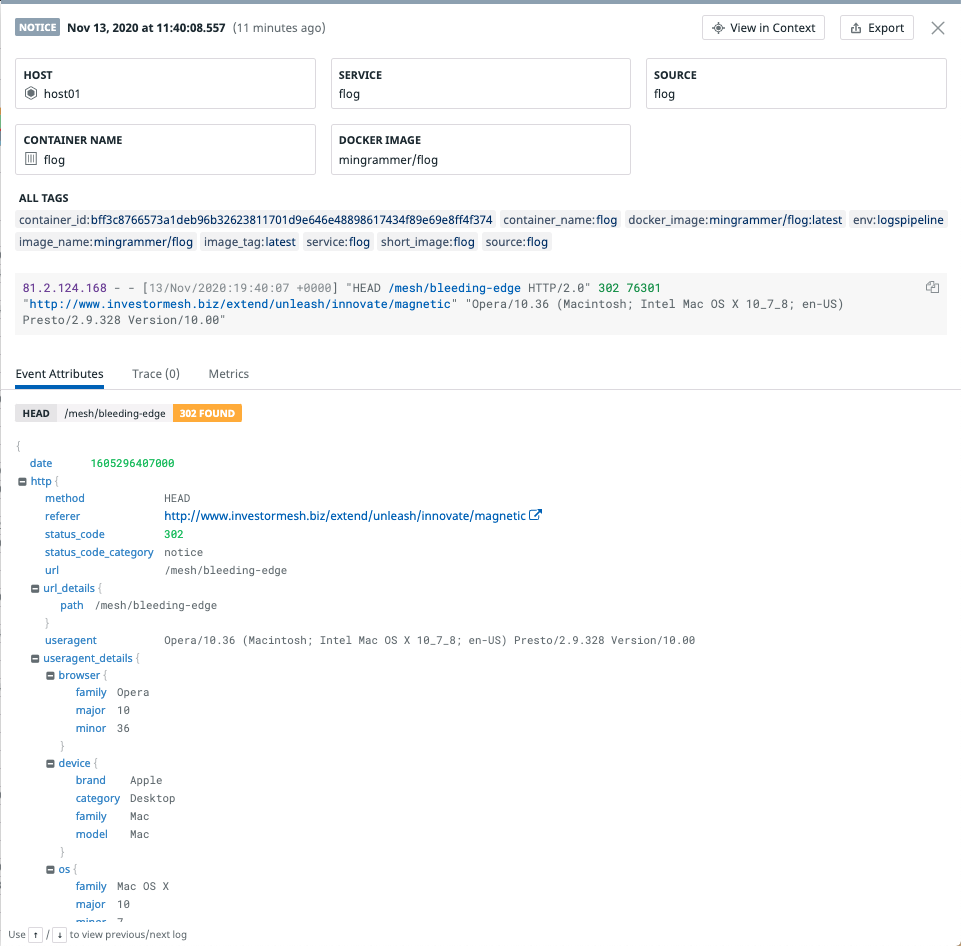 NOTICE Nov 13, 2020 at 11:40:08.557 (11 minutes ago) View in Context Export
HOST SERVICE SOURCE
host01 flog flog
CONTAINER NAME DOCKER IMAGE
flog mingrammer/flog
ALL TAGS
container_id:bff3c8766573a1deb96b32623811701d9e646e48898617434f89e69e8ff4f374 container_name:flog docker_image:mingrammer/flog:latest env:logspipeline
image_name:mingrammer/flog image_tag:latest service:flog short_image:flog source:flog
81.2.124.168 - - [13/Nov/2020:19:40:07 +0000] "HEAD /mesh/bleeding-edge HTTP/2.0" 302 76301
"http://www.investormesh.biz/extend/unleash/innovate/magnetic" "Opera/10.36 (Macintosh; Intel Mac OS X 10_7_8; en-US)
Presto/2.9.328 Version/10.00"
Event Attributes Trace (0) Metrics
HEAD /mesh/bleeding-edge 302 FOUND
{
date 1605296407000
http {
method HEAD
referer http://www.investormesh.biz/extend/unleash/innovate/magnetic
status_code 302
status_code_category notice
url /mesh/bleeding-edge
url_details {
path /mesh/bleeding-edge
}
useragent Opera/10.36 (Macintosh; Intel Mac OS X 10_7_8; en-US) Presto/2.9.328 Version/10.00
useragent_details {
browser {
family Opera
major 10
minor 36
}
device {
brand Apple
category Desktop
family Mac
model Mac
}
os {
family Mac OS X
major 10
minor 7
Use ↑ / ↓ to view previous/next log